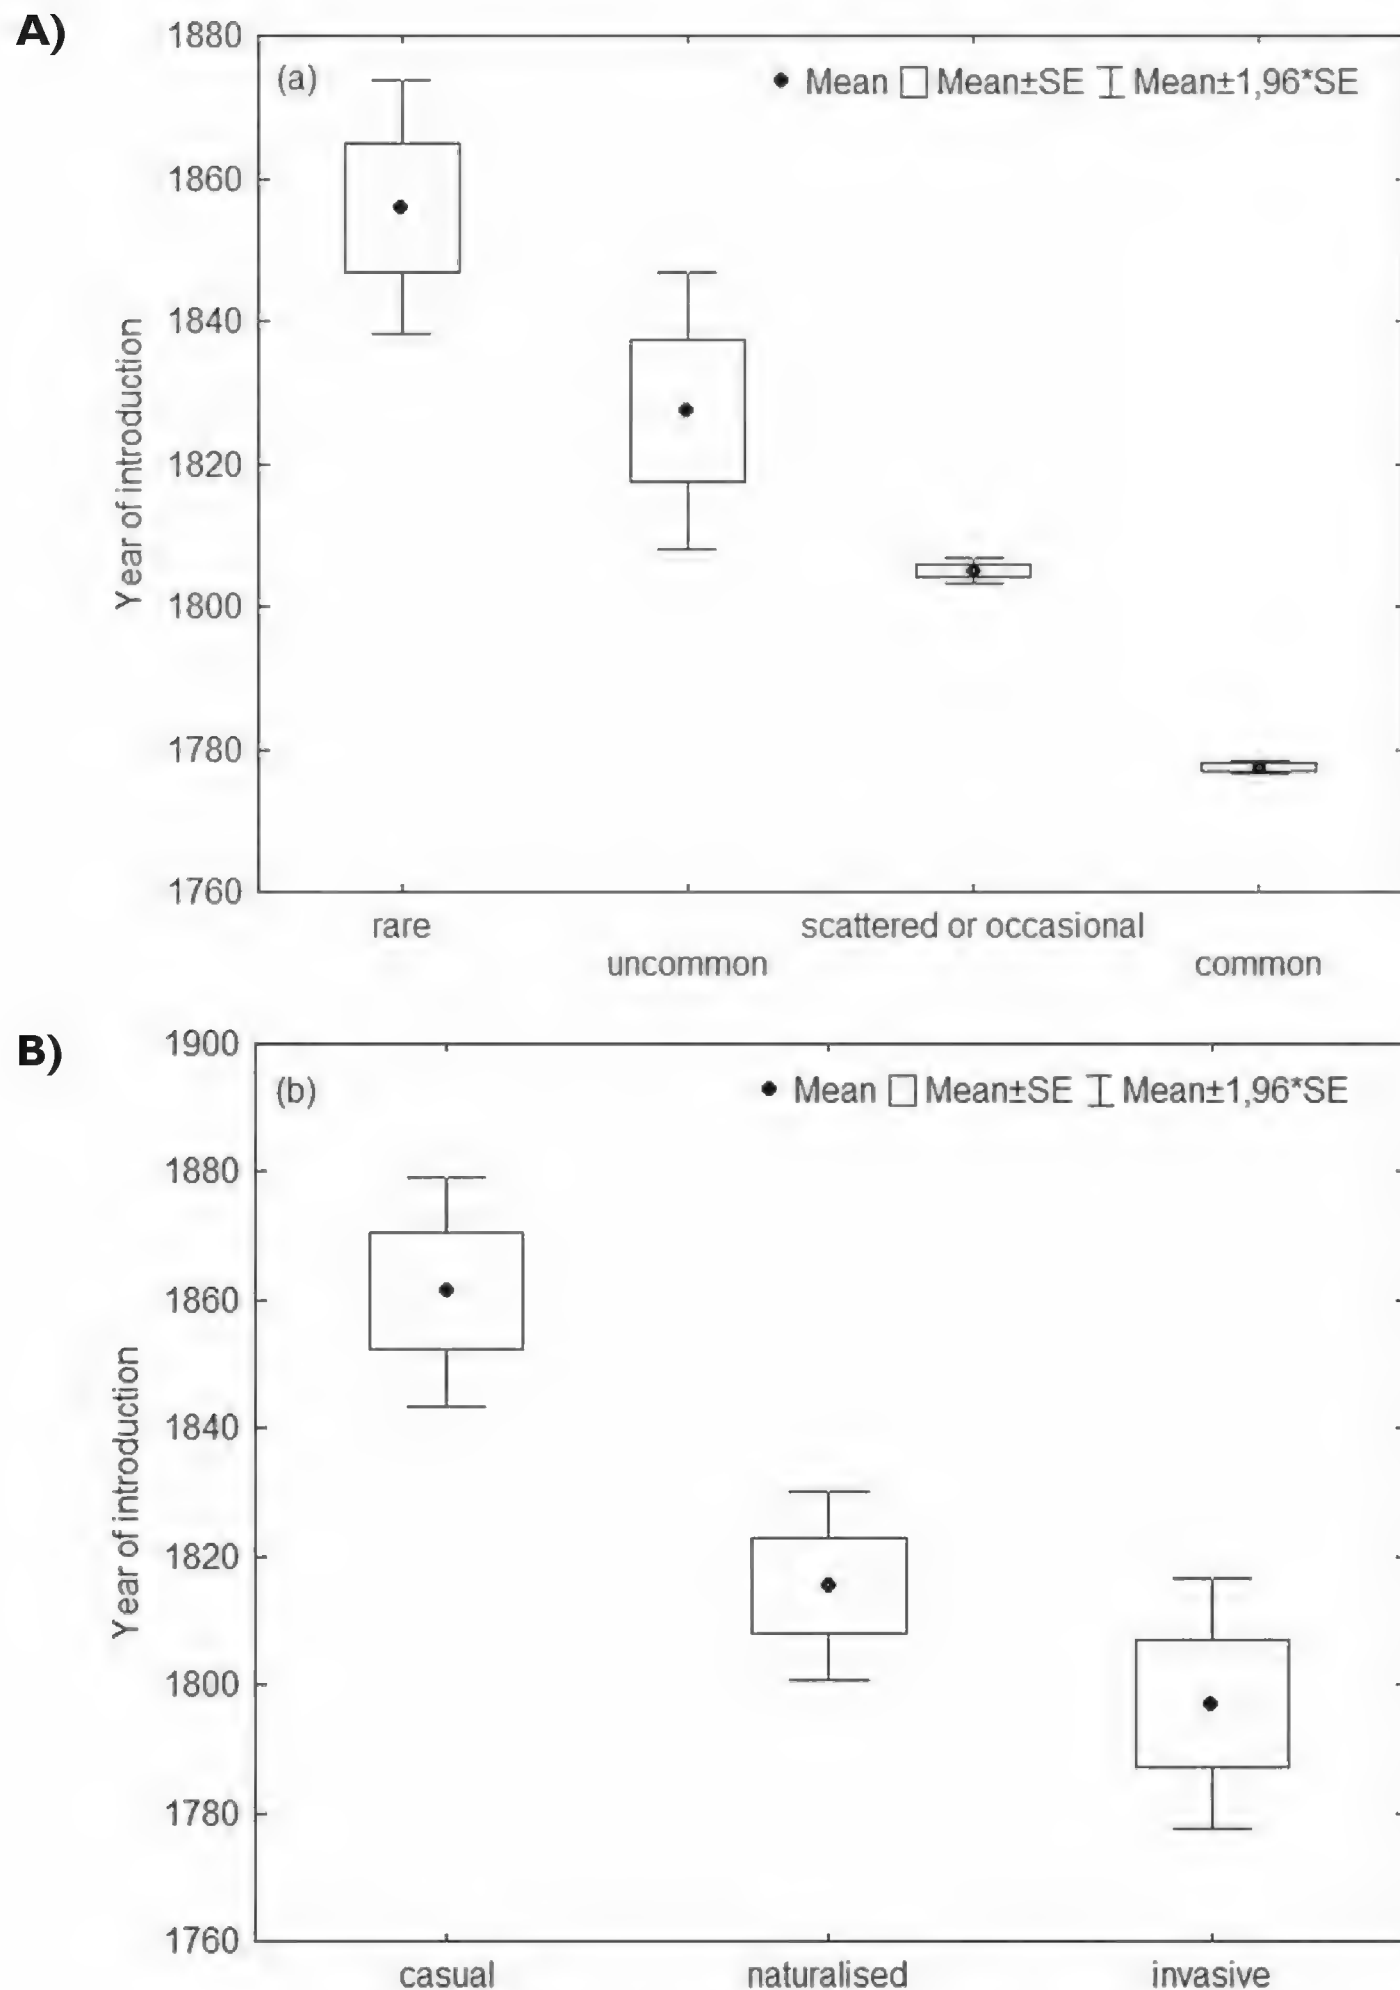 A)
1880
(a)
Mean Mean±SE Mean±1,96*SE
1860
1840
1820
1800
1780
1760
Year of introduction
rare
scattered or occasional
uncommon
common
B)
1900
(b)
Mean Mean±SE Mean±1,96*SE
1880
1860
1840
1820
1800
1780
1760
Year of introduction
casual
naturalised
invasive